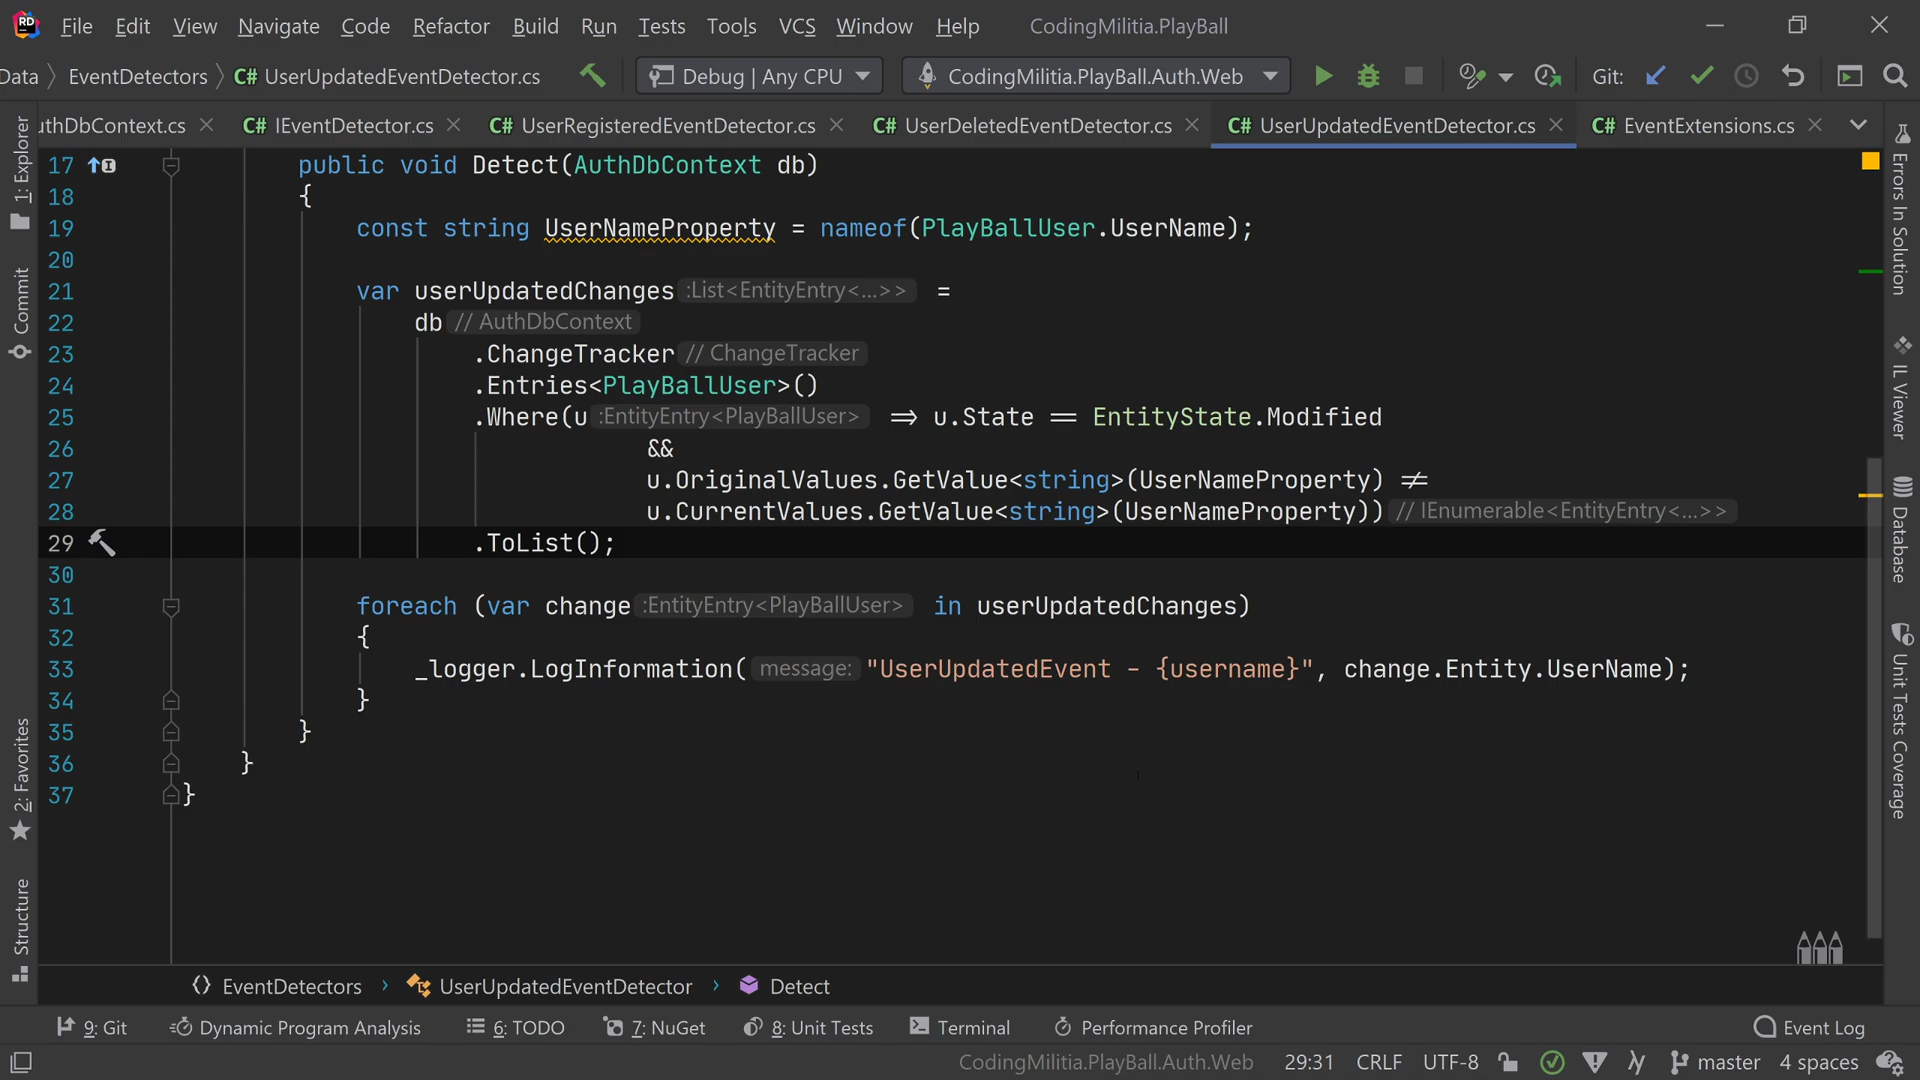 RD File Edit View Navigate Code Refactor Build Run Tests Tools VCS Window Help CodingMilitia.PlayBall
Data EventDetectors C# UserUpdatedEventDetector.cs Debug | Any CPU CodingMilitia.PlayBall.Auth.Web Git:
uthDbContext.cs C# IEventDetector.cs C# UserRegisteredEventDetector.cs C# UserDeletedEventDetector.cs C# UserUpdatedEventDetector.cs C# EventExtensions.cs
1: Explorer
Commit
2: Favorites
Structure
17 public void Detect(AuthDbContext db)
18 {
19 const string UserNameProperty = nameof(PlayBallUser.UserName);
20
21 var userUpdatedChanges :List<EntityEntry<...>> =
22 db // AuthDbContext
23 .ChangeTracker // ChangeTracker
24 .Entries<PlayBallUser>()
25 .Where(u :EntityEntry<PlayBallUser> => u.State == EntityState.Modified
26 &&
27 u.OriginalValues.GetValue<string>(UserNameProperty) !=
28 u.CurrentValues.GetValue<string>(UserNameProperty)) // IEnumerable<EntityEntry<...>>
29 .ToList();
30
31 foreach (var change :EntityEntry<PlayBallUser> in userUpdatedChanges)
32 {
33 _logger.LogInformation( message: "UserUpdatedEvent - {username}", change.Entity.UserName);
34 }
35 }
36 }
37 }
Errors In Solution
IL Viewer
Database
Unit Tests Coverage
EventDetectors › UserUpdatedEventDetector › Detect
9: Git Dynamic Program Analysis 6: TODO 7: NuGet 8: Unit Tests Terminal Performance Profiler Event Log
CodingMilitia.PlayBall.Auth.Web 29:31 CRLF UTF-8 master 4 spaces